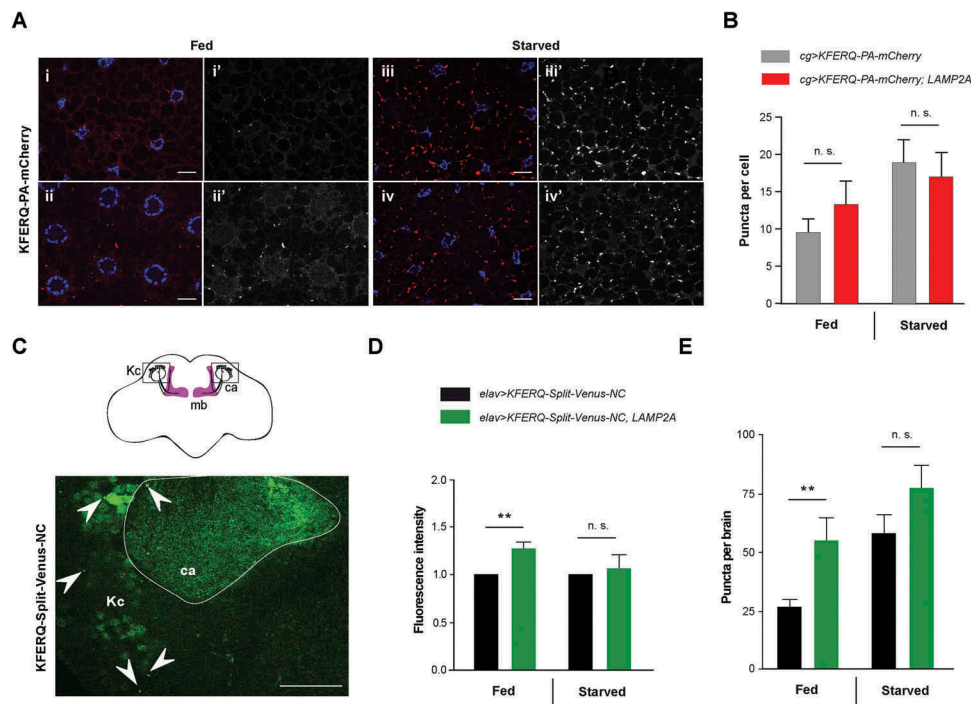 A
Fed
Starved
KFERQ-PA-mCherry
i
i'
iii
iii'
ii
ii'
iv
iv'
B
cg>KFERQ-PA-mCherry
cg>KFERQ-PA-mCherry; LAMP2A
n. s.
n. s.
Puncta per cell
25
20
15
10
5
0
Fed
Starved
C
Kc
ca
mb
KFERQ-Split-Venus-NC
ca
Kc
D
elav>KFERQ-Split-Venus-NC
elav>KFERQ-Split-Venus-NC, LAMP2A
Fluorescence intensity
2.0
1.5
1.0
0.5
0.0
**
n. s.
Fed
Starved
E
Puncta per brain
100
75
50
25
0
**
n. s.
Fed
Starved